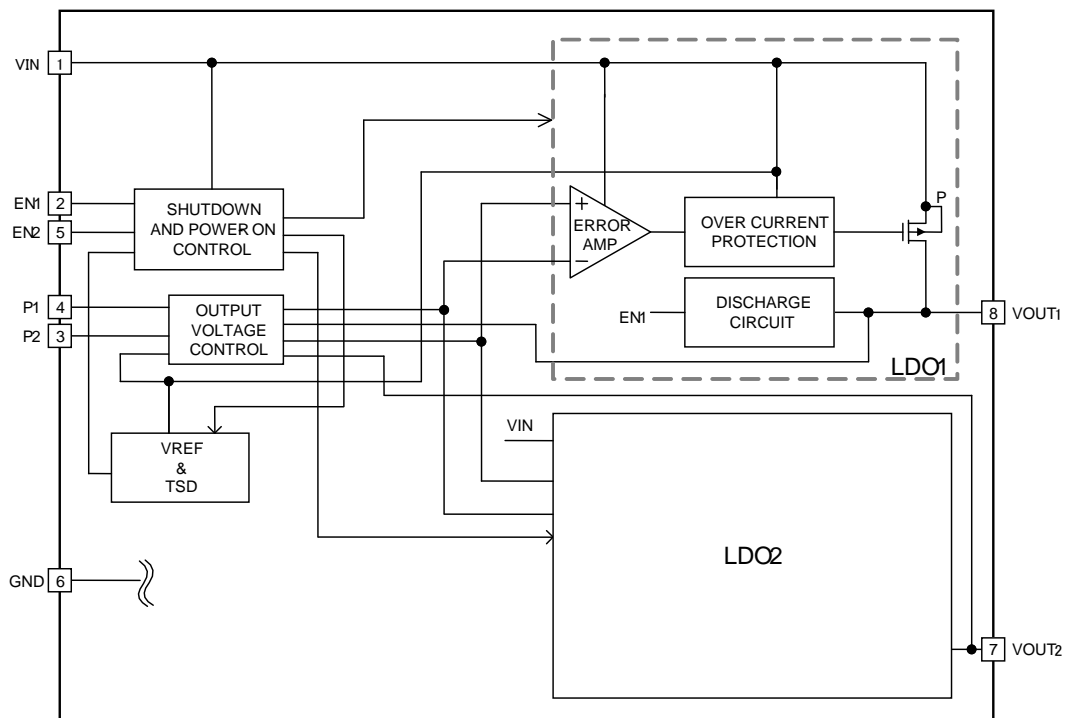 VIN 1
EN1 2
EN2 5
SHUTDOWN
AND POWER ON
CONTROL
P1 4
P2 3
OUTPUT
VOLTAGE
CONTROL
VREF
&
TSD
GND 6
+
ERROR
AMP
−
OVER CURRENT
PROTECTION
P
EN1
DISCHARGE
CIRCUIT
8 VOUT1
LDO1
VIN
LDO2
7 VOUT2